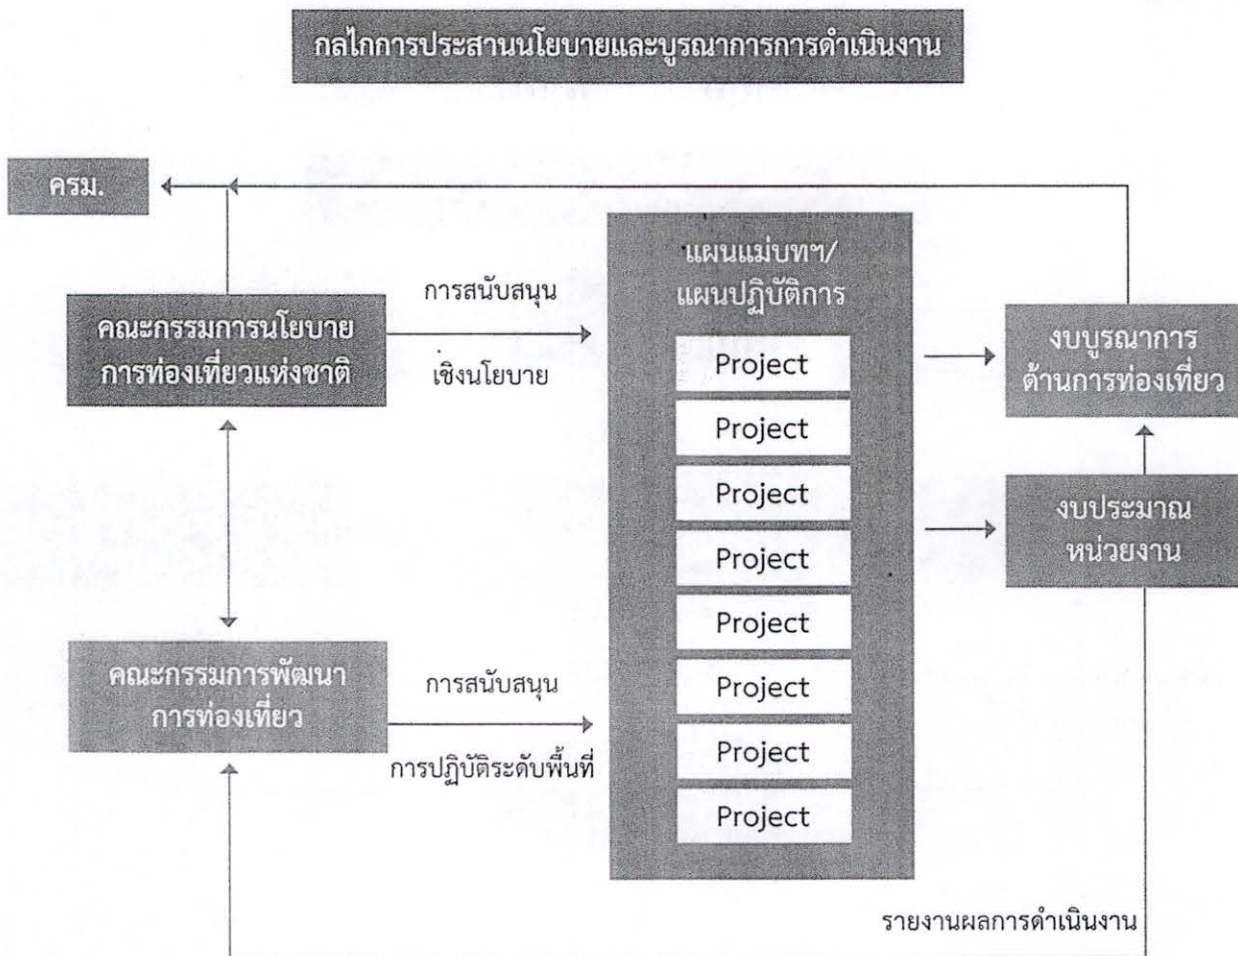 กลไกการประสานนโยบายและบูรณาการการดำเนินงาน
ครม.
คณะกรรมการนโยบาย
การท่องเที่ยวแห่งชาติ
การสนับสนุน
เชิงนโยบาย
แผนแม่บทฯ/
แผนปฏิบัติการ
Project
Project
Project
Project
Project
Project
Project
Project
งบบูรณาการ
ด้านการท่องเที่ยว
งบประมาณ
หน่วยงาน
คณะกรรมการพัฒนา
การท่องเที่ยว
การสนับสนุน
การปฏิบัติระดับพื้นที่
รายงานผลการดำเนินงาน